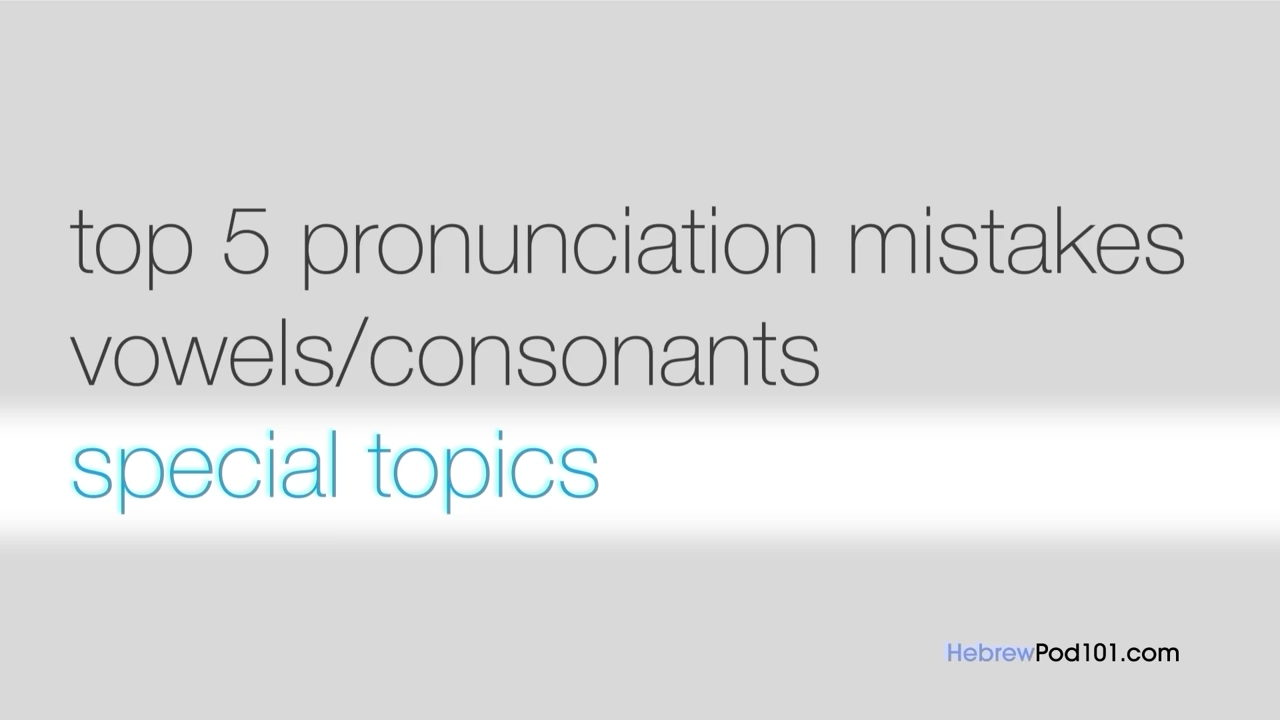 top 5 pronunciation mistakes
vowels/consonants
special topics
HebrewPod101.com